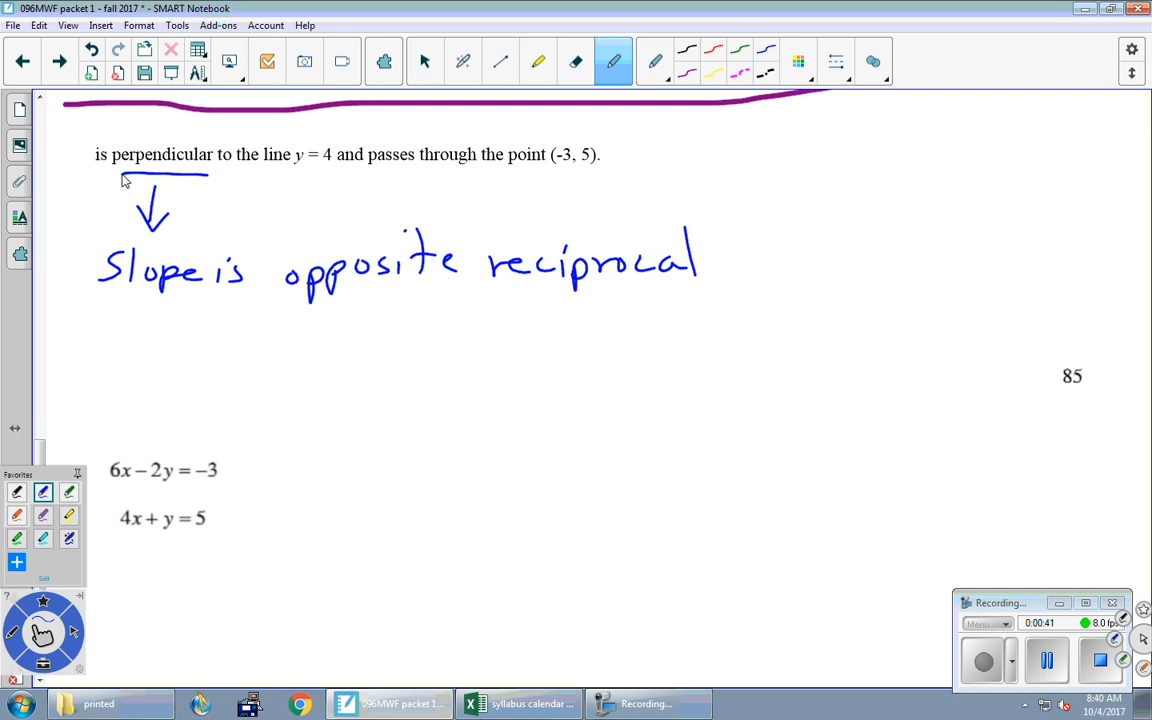 096MWF packet 1 - fall 2017 * - SMART Notebook
File Edit View Insert Format Tools Add-ons Account Help
is perpendicular to the line y = 4 and passes through the point (-3, 5).
Slope is opposite reciprocal
85
6x – 2y = –3
4x + y = 5
Favorites
Edit
Recording...
Menu
0:00:41
8.0 fps
printed
096MWF packet 1...
syllabus calendar ...
Recording...
8:40 AM
10/4/2017